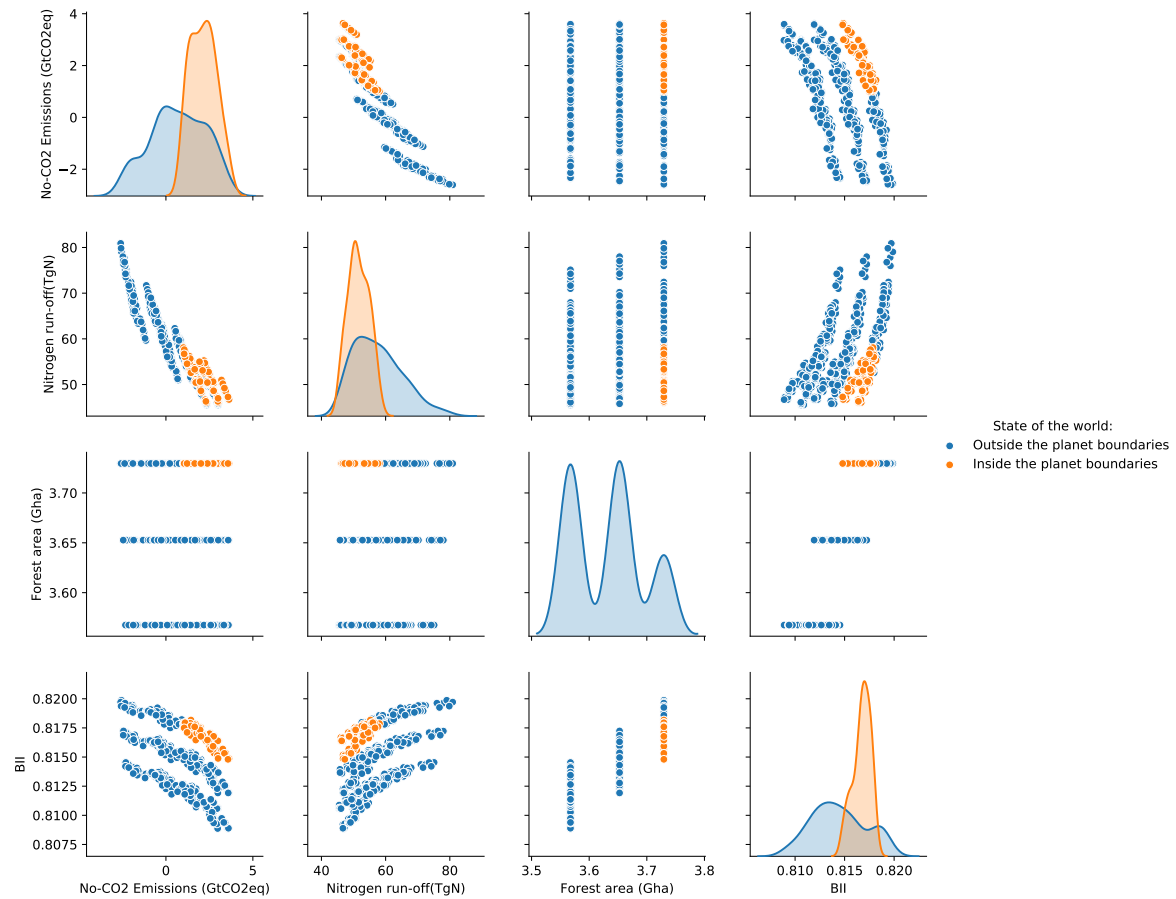 4
2
0
−2
No-CO2 Emissions (GtCO2eq)
80
70
60
50
Nitrogen run-off(TgN)
State of the world:
Outside the planet boundaries
Inside the planet boundaries
3.70
3.65
3.60
Forest area (Gha)
0.8200
0.8175
0.8150
0.8125
0.8100
0.8075
BII
0 5
40 60 80
3.5 3.6 3.7 3.8
0.810 0.815 0.820
No-CO2 Emissions (GtCO2eq)
Nitrogen run-off(TgN)
Forest area (Gha)
BII